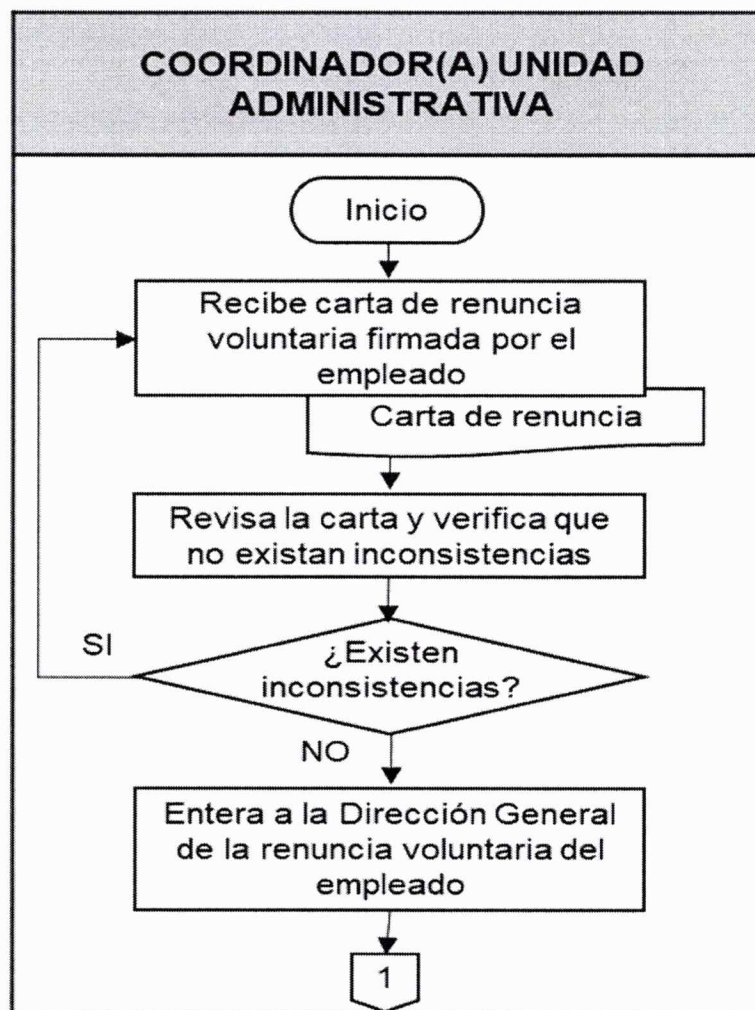 COORDINADOR(A) UNIDAD
ADMINISTRATIVA
Inicio
Recibe carta de renuncia
voluntaria firmada por el
empleado
Carta de renuncia
Revisa la carta y verifica que
no existan inconsistencias
SI
¿Existen
inconsistencias?
NO
Entera a la Dirección General
de la renuncia voluntaria del
empleado
1